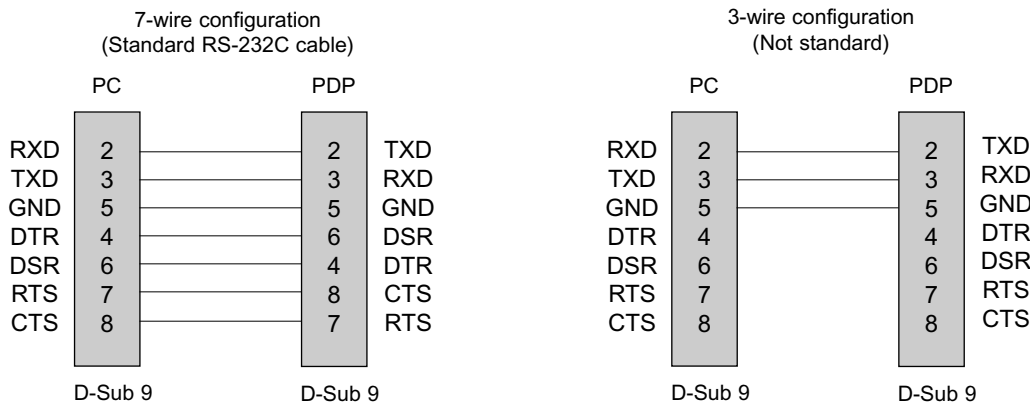 7-wire configuration
(Standard RS-232C cable)
PC PDP
RXD 2 2 TXD
TXD 3 3 RXD
GND 5 5 GND
DTR 4 6 DSR
DSR 6 4 DTR
RTS 7 8 CTS
CTS 8 7 RTS
D-Sub 9 D-Sub 9
3-wire configuration
(Not standard)
PC PDP
RXD 2 2 TXD
TXD 3 3 RXD
GND 5 5 GND
DTR 4 4 DTR
DSR 6 6 DSR
RTS 7 7 RTS
CTS 8 8 CTS
D-Sub 9 D-Sub 9